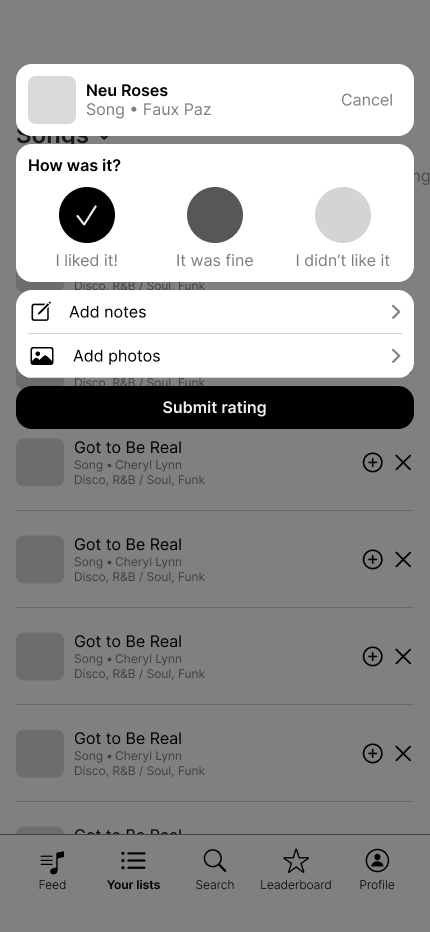 Neu Roses
Song • Faux Paz
Cancel
Songs
ng
How was it?
I liked it!
It was fine
I didn’t like it
Disco, R&B / Soul, Funk
Add notes
Add photos
Disco, R&B / Soul, Funk
Submit rating
Got to Be Real
Song • Cheryl Lynn
Disco, R&B / Soul, Funk
Got to Be Real
Song • Cheryl Lynn
Disco, R&B / Soul, Funk
Got to Be Real
Song • Cheryl Lynn
Disco, R&B / Soul, Funk
Got to Be Real
Song • Cheryl Lynn
Disco, R&B / Soul, Funk
Got to Be Real
Feed
Your lists
Search
Leaderboard
Profile